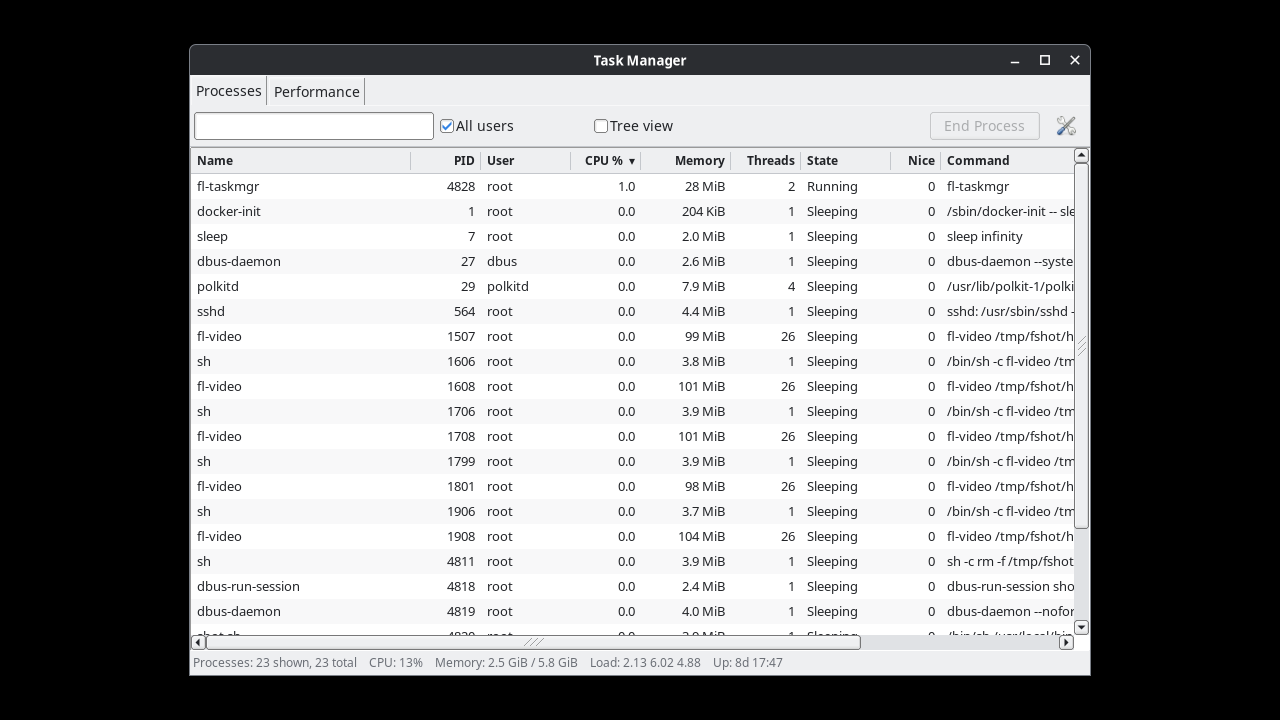 Task Manager
Processes Performance
All users Tree view End Process
Name PID User CPU % ▼ Memory Threads State Nice Command
fl-taskmgr 4828 root 1.0 28 MiB 2 Running 0 fl-taskmgr
docker-init 1 root 0.0 204 KiB 1 Sleeping 0 /sbin/docker-init -- sle
sleep 7 root 0.0 2.0 MiB 1 Sleeping 0 sleep infinity
dbus-daemon 27 dbus 0.0 2.6 MiB 1 Sleeping 0 dbus-daemon --syste
polkitd 29 polkitd 0.0 7.9 MiB 4 Sleeping 0 /usr/lib/polkit-1/polki
sshd 564 root 0.0 4.4 MiB 1 Sleeping 0 sshd: /usr/sbin/sshd -
fl-video 1507 root 0.0 99 MiB 26 Sleeping 0 fl-video /tmp/fshot/h
sh 1606 root 0.0 3.8 MiB 1 Sleeping 0 /bin/sh -c fl-video /tm
fl-video 1608 root 0.0 101 MiB 26 Sleeping 0 fl-video /tmp/fshot/h
sh 1706 root 0.0 3.9 MiB 1 Sleeping 0 /bin/sh -c fl-video /tm
fl-video 1708 root 0.0 101 MiB 26 Sleeping 0 fl-video /tmp/fshot/h
sh 1799 root 0.0 3.9 MiB 1 Sleeping 0 /bin/sh -c fl-video /tm
fl-video 1801 root 0.0 98 MiB 26 Sleeping 0 fl-video /tmp/fshot/h
sh 1906 root 0.0 3.7 MiB 1 Sleeping 0 /bin/sh -c fl-video /tm
fl-video 1908 root 0.0 104 MiB 26 Sleeping 0 fl-video /tmp/fshot/h
sh 4811 root 0.0 3.9 MiB 1 Sleeping 0 sh -c rm -f /tmp/fshot
dbus-run-session 4818 root 0.0 2.4 MiB 1 Sleeping 0 dbus-run-session sho
dbus-daemon 4819 root 0.0 4.0 MiB 1 Sleeping 0 dbus-daemon --nofor
Processes: 23 shown, 23 total CPU: 13% Memory: 2.5 GiB / 5.8 GiB Load: 2.13 6.02 4.88 Up: 8d 17:47